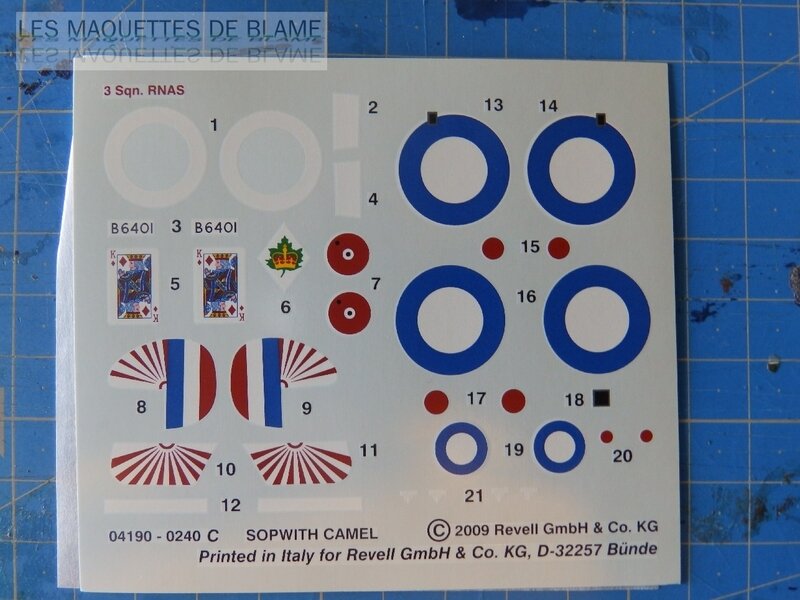 LES MAQUETTES DE BLAME
3 Sqn. RNAS
1
2
13
14
4
B6401 3 B6401
15
5
7
16
6
K K
K K
17
18
8
9
11
19
20
10
21
12
04190 - 0240 C SOPWITH CAMEL © 2009 Revell GmbH & Co. KG
Printed in Italy for Revell GmbH & Co. KG, D-32257 Bünde